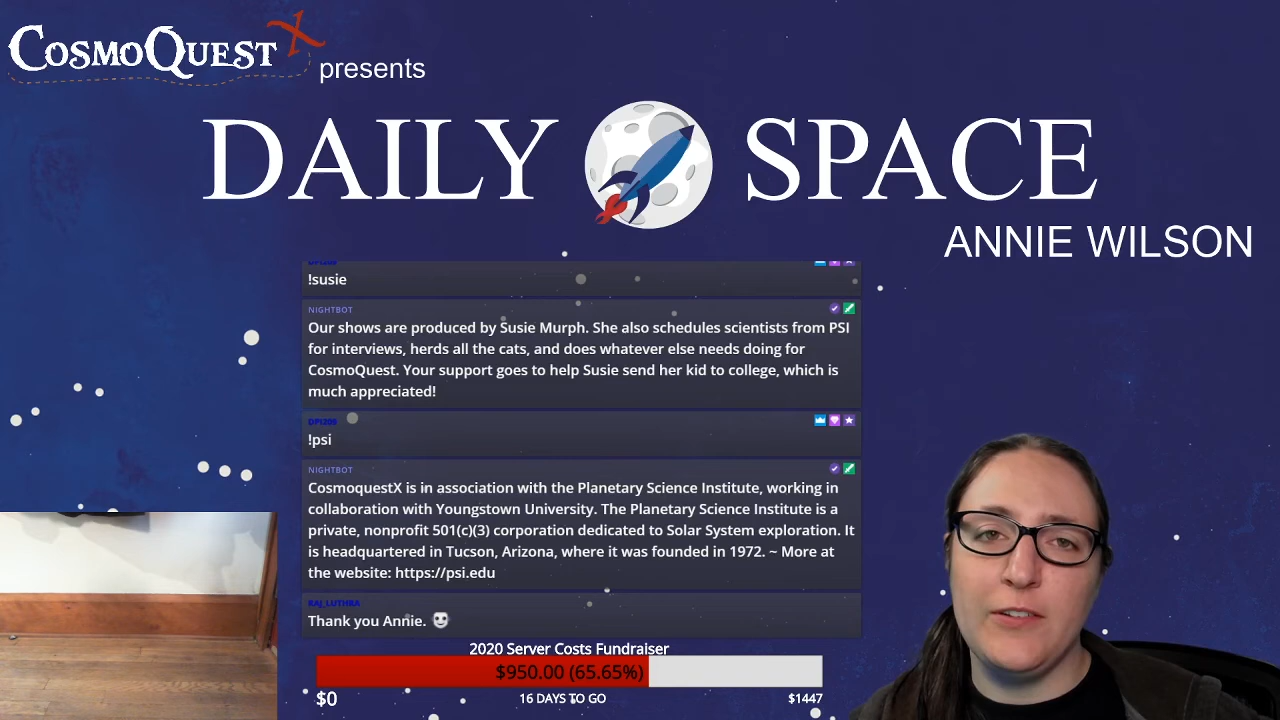 CosmoQuest X
presents
DAILY SPACE
ANNIE WILSON
DPI209
!susie
NIGHTBOT
Our shows are produced by Susie Murph. She also schedules scientists from PSI
for interviews, herds all the cats, and does whatever else needs doing for
CosmoQuest. Your support goes to help Susie send her kid to college, which is
much appreciated!
DPI209
!psi
NIGHTBOT
CosmoquestX is in association with the Planetary Science Institute, working in
collaboration with Youngstown University. The Planetary Science Institute is a
private, nonprofit 501(c)(3) corporation dedicated to Solar System exploration. It
is headquartered in Tucson, Arizona, where it was founded in 1972. ~ More at
the website: https://psi.edu
RAJ_LUTHRA
Thank you Annie.
2020 Server Costs Fundraiser
$950.00 (65.65%)
$0 16 DAYS TO GO $1447